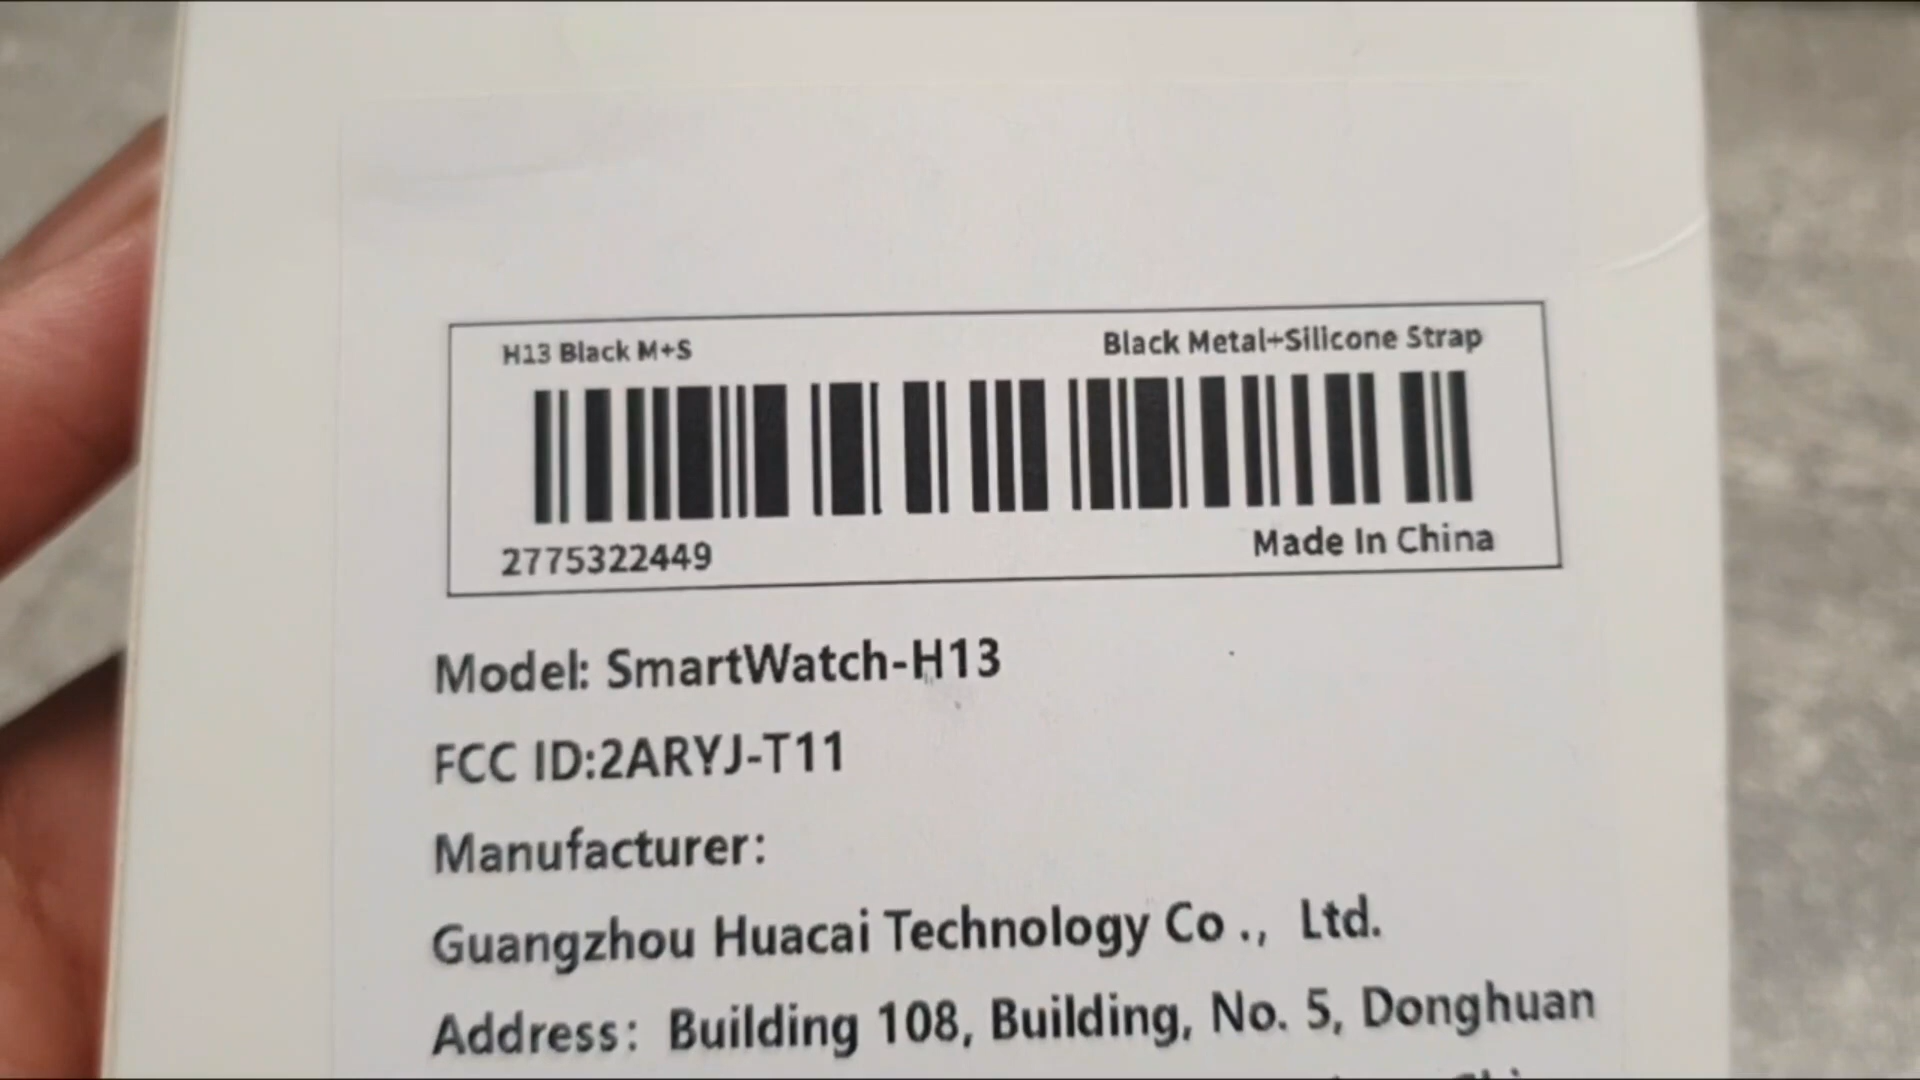 H13 Black M+S
Black Metal+Silicone Strap
2775322449
Made In China
Model: SmartWatch-H13
FCC ID:2ARYJ-T11
Manufacturer:
Guangzhou Huacai Technology Co ., Ltd.
Address: Building 108, Building, No. 5, Donghuan